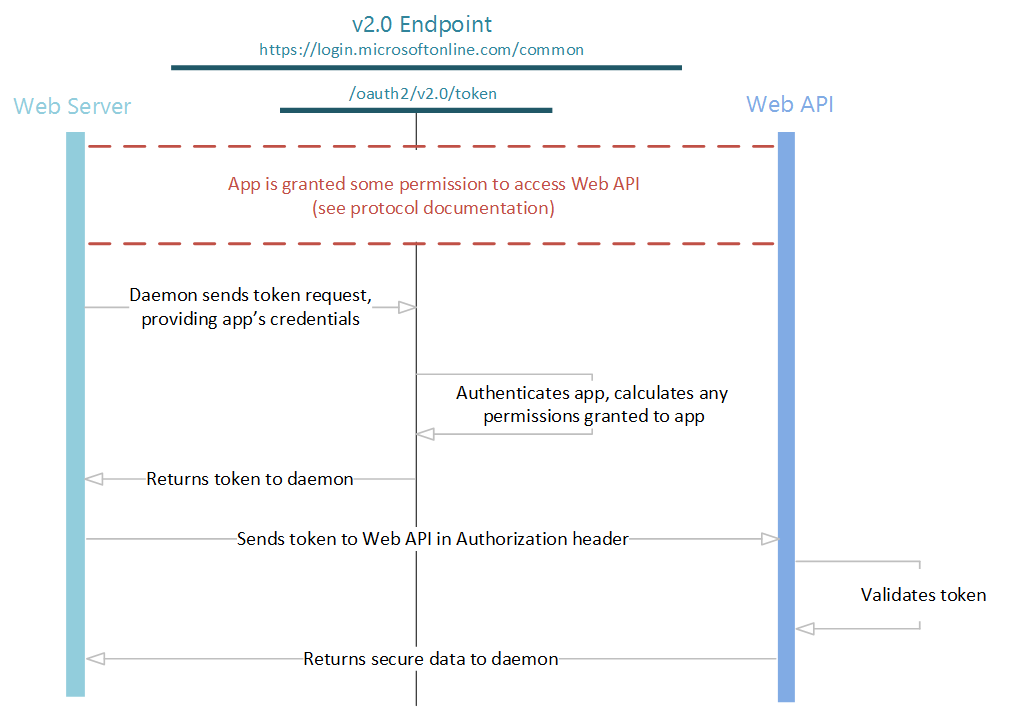 v2.0 Endpoint
https://login.microsoftonline.com/common
/oauth2/v2.0/token
Web Server
Web API
App is granted some permission to access Web API
(see protocol documentation)
Daemon sends token request,
providing app’s credentials
Authenticates app, calculates any
permissions granted to app
Returns token to daemon
Sends token to Web API in Authorization header
Validates token
Returns secure data to daemon